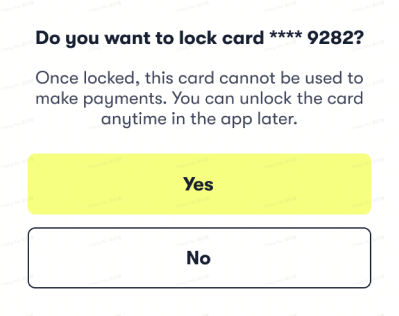 Do you want to lock card **** 9282?
Once locked, this card cannot be used to
make payments. You can unlock the card
anytime in the app later.
Yes
No